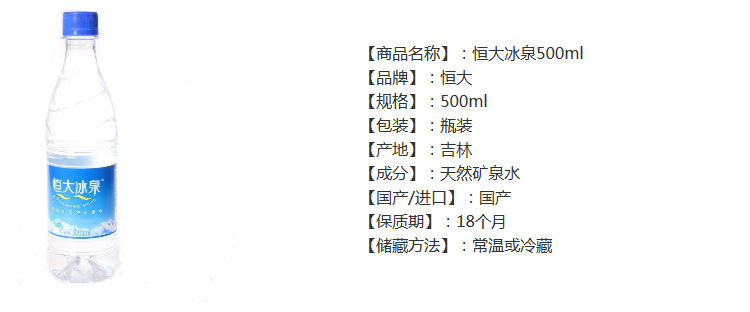 恒大冰泉
【商品名称】：恒大冰泉500ml
【品牌】：恒大
【规格】：500ml
【包装】：瓶装
【产地】：吉林
【成分】：天然矿泉水
【国产/进口】：国产
【保质期】：18个月
【储藏方法】：常温或冷藏